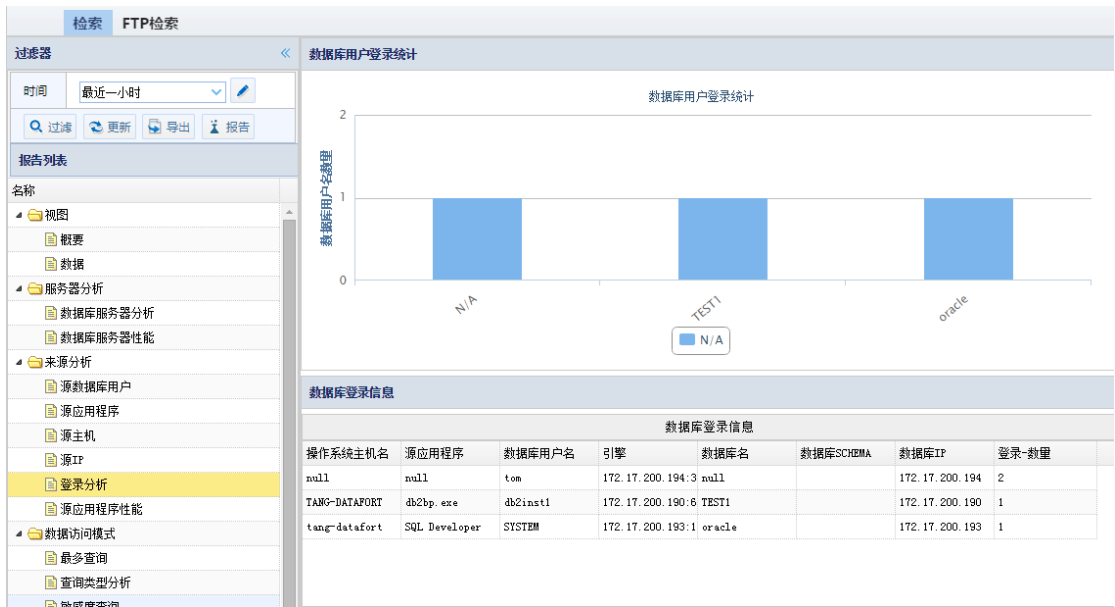 检索 FTP检索
过滤器 «
时间 最近一小时
过滤 更新 导出 报告
报告列表
名称
视图
概要
数据
服务器分析
数据库服务器分析
数据库服务器性能
来源分析
源数据库用户
源应用程序
源主机
源IP
登录分析
源应用程序性能
数据访问模式
最多查询
查询类型分析
敏感度查询
数据库用户登录统计
数据库用户登录统计
数据库用户名数量
2
1
0
N/A TEST1 oracle
N/A
数据库登录信息
数据库登录信息
操作系统主机名 源应用程序 数据库用户名 引擎 数据库名 数据库SCHEMA 数据库IP 登录-数量
null null tom 172.17.200.194:3 null 172.17.200.194 2
TANG-DATAFORT db2bp.exe db2inst1 172.17.200.190:6 TEST1 172.17.200.190 1
tang-datafort SQL Developer SYSTEM 172.17.200.193:1 oracle 172.17.200.193 1